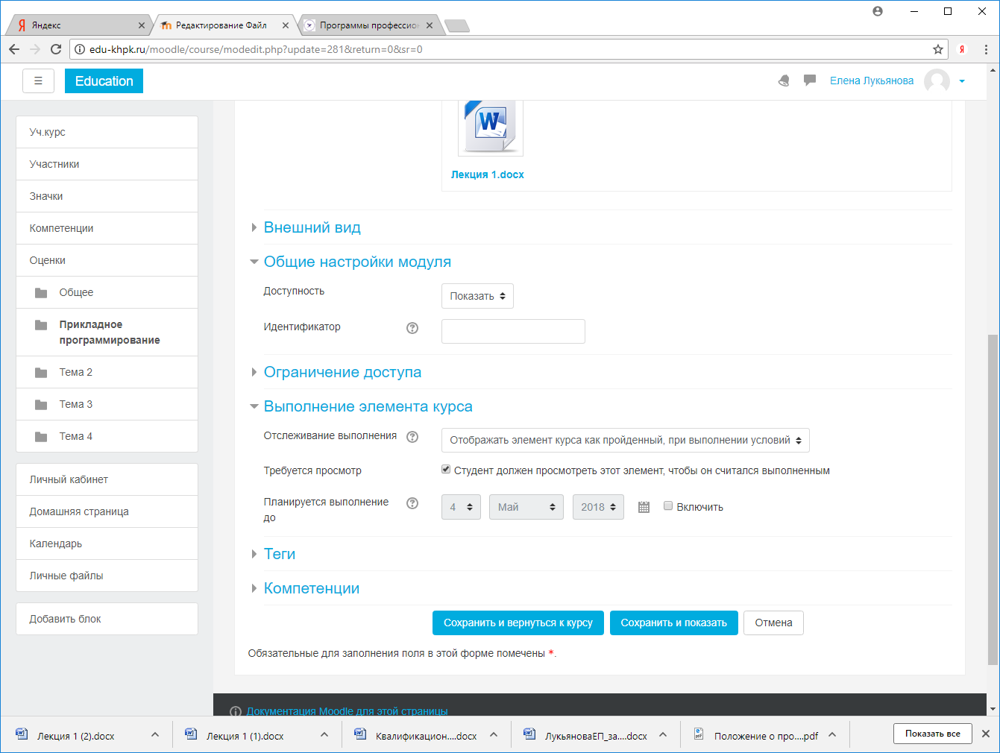 Яндекс
Редактирование Файл
Программы профессион
edu-khpk.ru/moodle/course/modedit.php?update=281&return=0&sr=0
Education
Елена Лукьянова
Уч.курс
Участники
Значки
Компетенции
Оценки
Общее
Прикладное
программирование
Тема 2
Тема 3
Тема 4
Личный кабинет
Домашняя страница
Календарь
Личные файлы
Добавить блок
Лекция 1.docx
Внешний вид
Общие настройки модуля
Доступность
Показать
Идентификатор
Ограничение доступа
Выполнение элемента курса
Отслеживание выполнения
Отображать элемент курса как пройденный, при выполнении условий
Требуется просмотр
Студент должен просмотреть этот элемент, чтобы он считался выполненным
Планируется выполнение
до
4 Май 2018 Включить
Теги
Компетенции
Сохранить и вернуться к курсу Сохранить и показать Отмена
Обязательные для заполнения поля в этой форме помечены *.
Документация Moodle для этой страницы
Лекция 1 (2).docx
Лекция 1 (1).docx
Квалификацион....docx
ЛукьяноваЕП_за....docx
Положение о про....pdf
Показать все